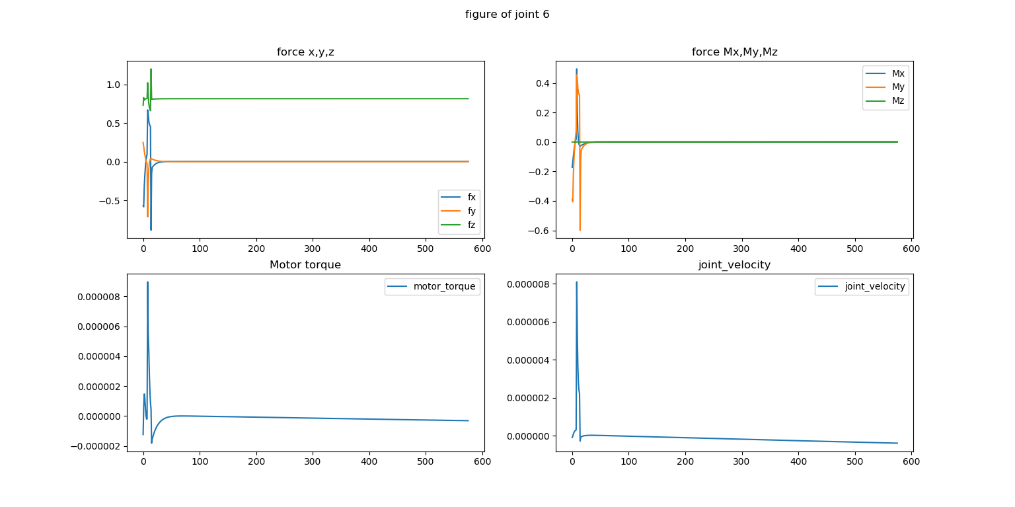 figure of joint 6
force x,y,z
1.0
0.5
0.0
−0.5
0 100 200 300 400 500 600
fx
fy
fz
force Mx,My,Mz
0.4
0.2
0.0
−0.2
−0.4
−0.6
0 100 200 300 400 500 600
Mx
My
Mz
Motor torque
0.000008
0.000006
0.000004
0.000002
0.000000
−0.000002
0 100 200 300 400 500 600
motor_torque
joint_velocity
0.000008
0.000006
0.000004
0.000002
0.000000
0 100 200 300 400 500 600
joint_velocity